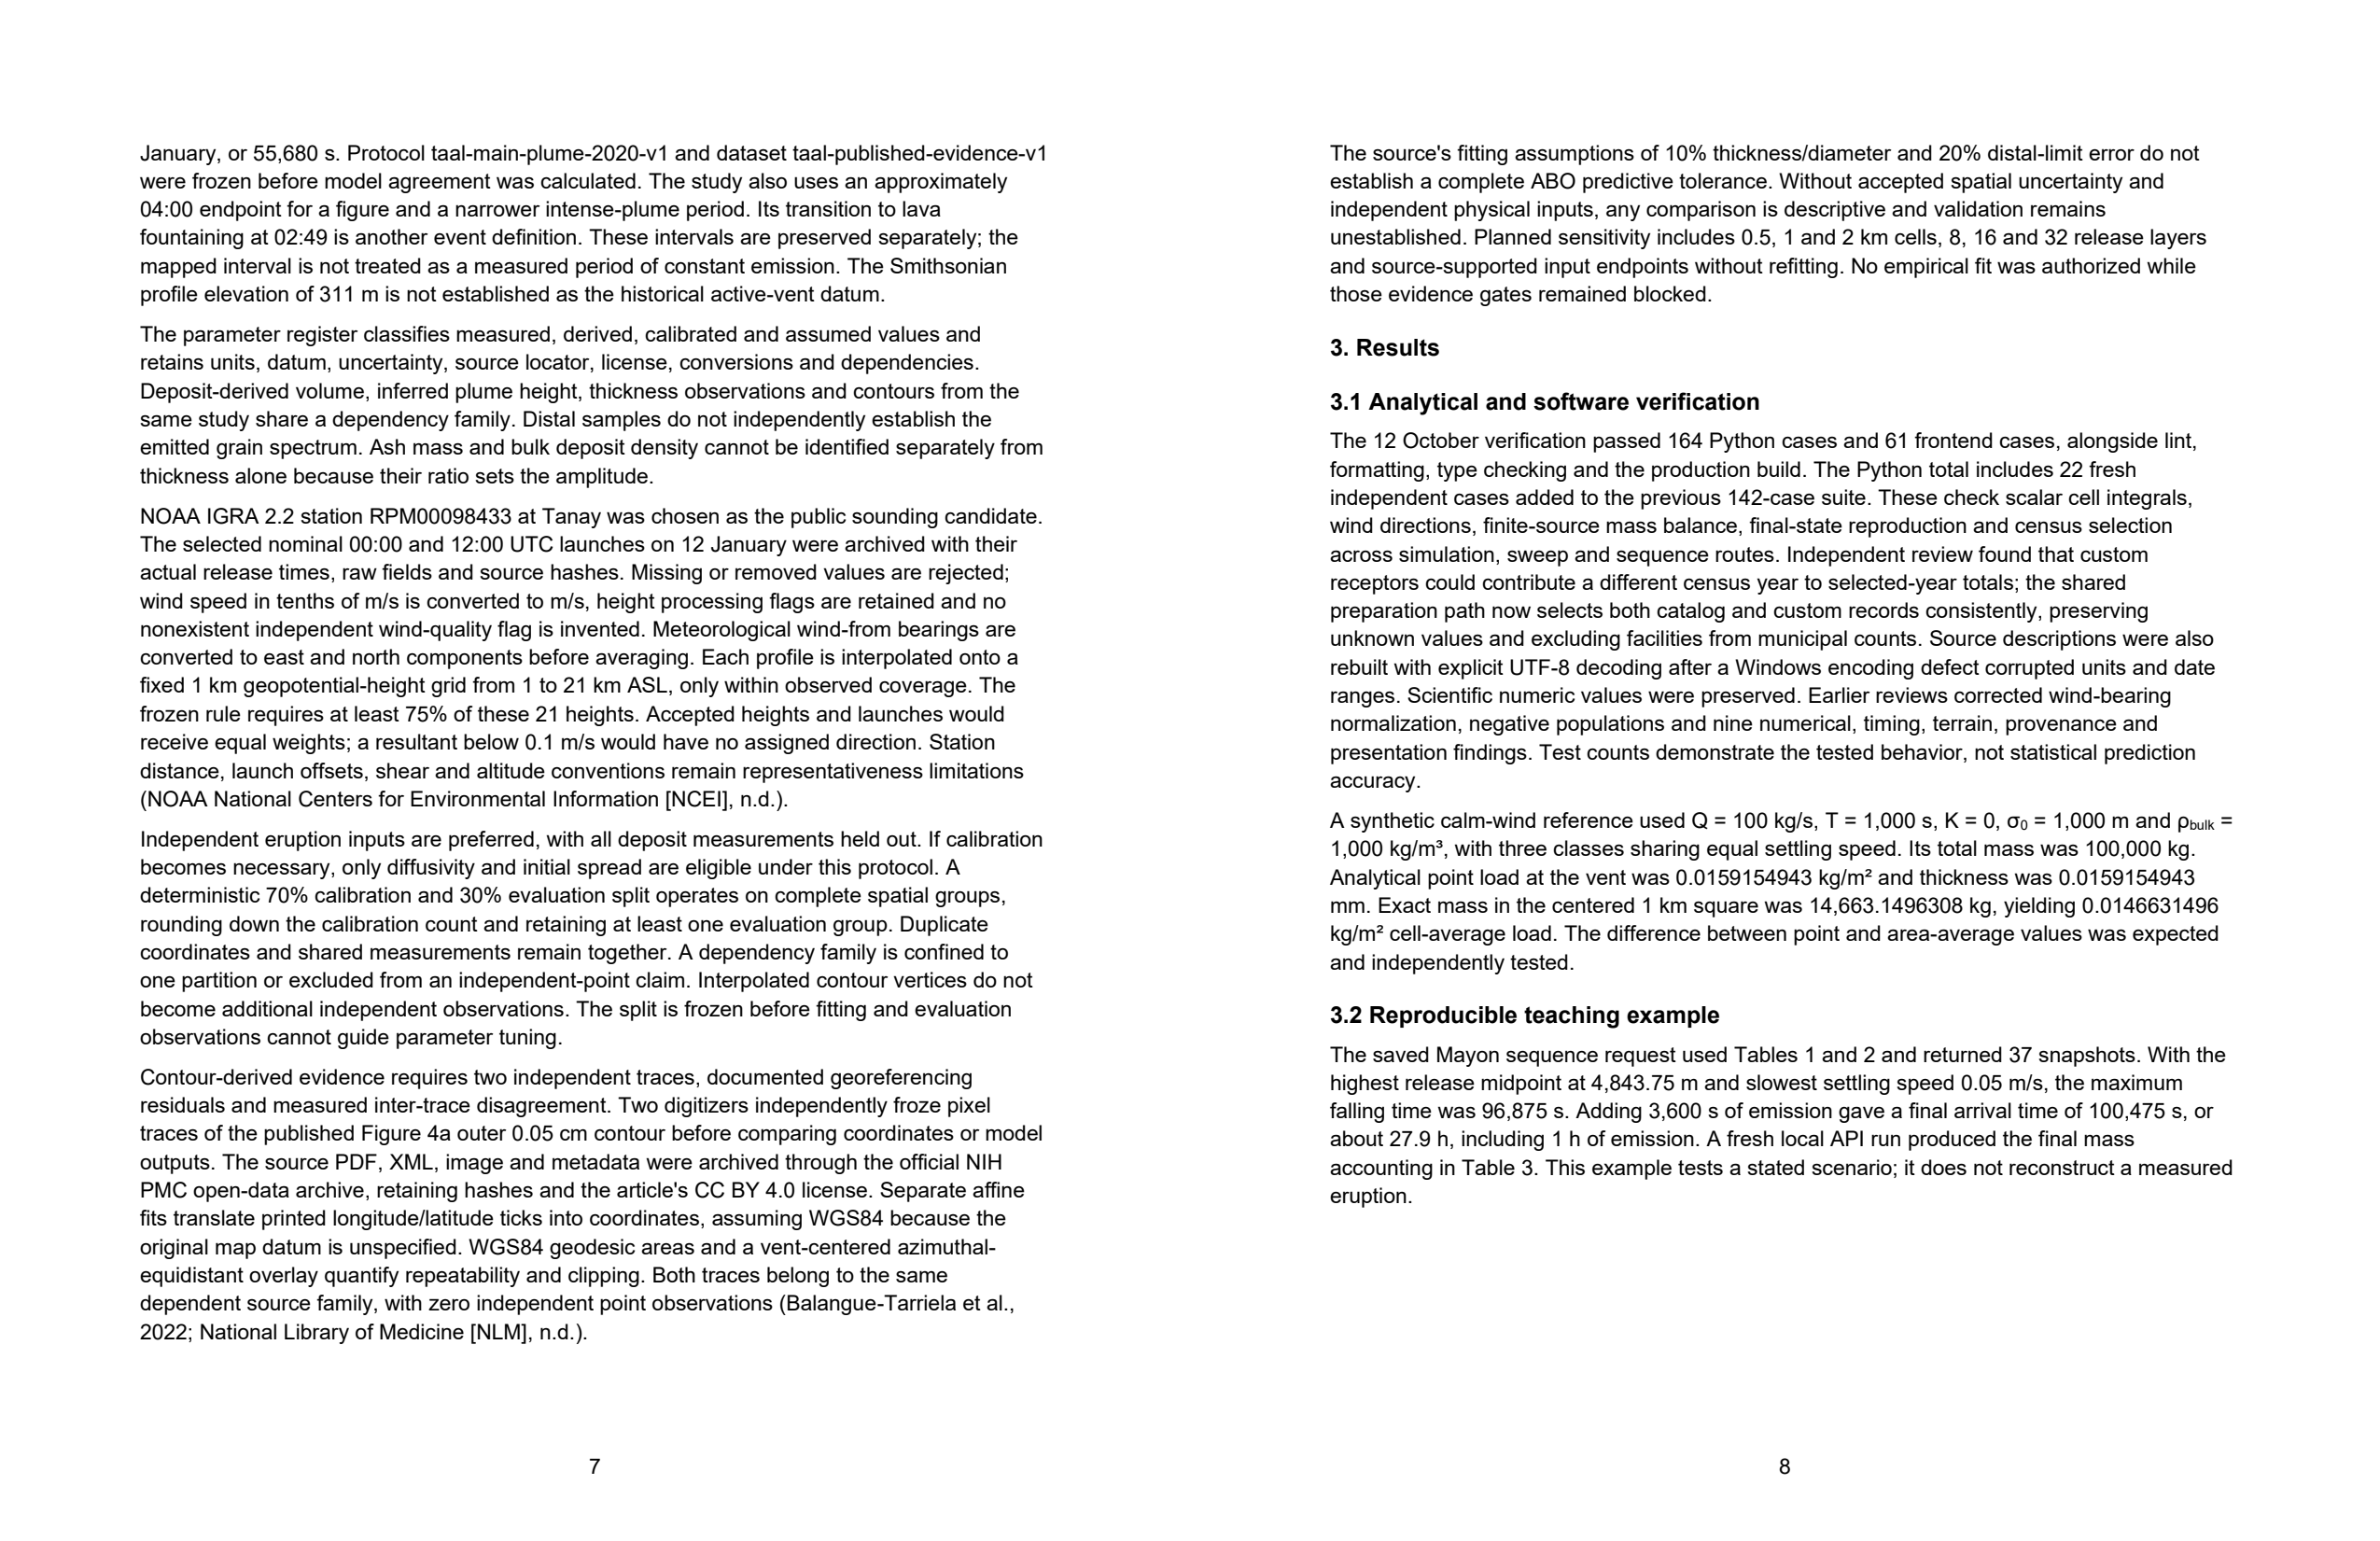 January, or 55,680 s. Protocol taal-main-plume-2020-v1 and dataset taal-published-evidence-v1
were frozen before model agreement was calculated. The study also uses an approximately
04:00 endpoint for a figure and a narrower intense-plume period. Its transition to lava
fountaining at 02:49 is another event definition. These intervals are preserved separately; the
mapped interval is not treated as a measured period of constant emission. The Smithsonian
profile elevation of 311 m is not established as the historical active-vent datum.
The parameter register classifies measured, derived, calibrated and assumed values and
retains units, datum, uncertainty, source locator, license, conversions and dependencies.
Deposit-derived volume, inferred plume height, thickness observations and contours from the
same study share a dependency family. Distal samples do not independently establish the
emitted grain spectrum. Ash mass and bulk deposit density cannot be identified separately from
thickness alone because their ratio sets the amplitude.
NOAA IGRA 2.2 station RPM00098433 at Tanay was chosen as the public sounding candidate.
The selected nominal 00:00 and 12:00 UTC launches on 12 January were archived with their
actual release times, raw fields and source hashes. Missing or removed values are rejected;
wind speed in tenths of m/s is converted to m/s, height processing flags are retained and no
nonexistent independent wind-quality flag is invented. Meteorological wind-from bearings are
converted to east and north components before averaging. Each profile is interpolated onto a
fixed 1 km geopotential-height grid from 1 to 21 km ASL, only within observed coverage. The
frozen rule requires at least 75% of these 21 heights. Accepted heights and launches would
receive equal weights; a resultant below 0.1 m/s would have no assigned direction. Station
distance, launch offsets, shear and altitude conventions remain representativeness limitations
(NOAA National Centers for Environmental Information [NCEI], n.d.).
Independent eruption inputs are preferred, with all deposit measurements held out. If calibration
becomes necessary, only diffusivity and initial spread are eligible under this protocol. A
deterministic 70% calibration and 30% evaluation split operates on complete spatial groups,
rounding down the calibration count and retaining at least one evaluation group. Duplicate
coordinates and shared measurements remain together. A dependency family is confined to
one partition or excluded from an independent-point claim. Interpolated contour vertices do not
become additional independent observations. The split is frozen before fitting and evaluation
observations cannot guide parameter tuning.
Contour-derived evidence requires two independent traces, documented georeferencing
residuals and measured inter-trace disagreement. Two digitizers independently froze pixel
traces of the published Figure 4a outer 0.05 cm contour before comparing coordinates or model
outputs. The source PDF, XML, image and metadata were archived through the official NIH
PMC open-data archive, retaining hashes and the article's CC BY 4.0 license. Separate affine
fits translate printed longitude/latitude ticks into coordinates, assuming WGS84 because the
original map datum is unspecified. WGS84 geodesic areas and a vent-centered azimuthal-
equidistant overlay quantify repeatability and clipping. Both traces belong to the same
dependent source family, with zero independent point observations (Balangue-Tarriela et al.,
2022; National Library of Medicine [NLM], n.d.).
7
The source's fitting assumptions of 10% thickness/diameter and 20% distal-limit error do not
establish a complete ABO predictive tolerance. Without accepted spatial uncertainty and
independent physical inputs, any comparison is descriptive and validation remains
unestablished. Planned sensitivity includes 0.5, 1 and 2 km cells, 8, 16 and 32 release layers
and source-supported input endpoints without refitting. No empirical fit was authorized while
those evidence gates remained blocked.
3. Results
3.1 Analytical and software verification
The 12 October verification passed 164 Python cases and 61 frontend cases, alongside lint,
formatting, type checking and the production build. The Python total includes 22 fresh
independent cases added to the previous 142-case suite. These check scalar cell integrals,
wind directions, finite-source mass balance, final-state reproduction and census selection
across simulation, sweep and sequence routes. Independent review found that custom
receptors could contribute a different census year to selected-year totals; the shared
preparation path now selects both catalog and custom records consistently, preserving
unknown values and excluding facilities from municipal counts. Source descriptions were also
rebuilt with explicit UTF-8 decoding after a Windows encoding defect corrupted units and date
ranges. Scientific numeric values were preserved. Earlier reviews corrected wind-bearing
normalization, negative populations and nine numerical, timing, terrain, provenance and
presentation findings. Test counts demonstrate the tested behavior, not statistical prediction
accuracy.
A synthetic calm-wind reference used Q = 100 kg/s, T = 1,000 s, K = 0, σ₀ = 1,000 m and ρbulk =
1,000 kg/m³, with three classes sharing equal settling speed. Its total mass was 100,000 kg.
Analytical point load at the vent was 0.0159154943 kg/m² and thickness was 0.0159154943
mm. Exact mass in the centered 1 km square was 14,663.1496308 kg, yielding 0.0146631496
kg/m² cell-average load. The difference between point and area-average values was expected
and independently tested.
3.2 Reproducible teaching example
The saved Mayon sequence request used Tables 1 and 2 and returned 37 snapshots. With the
highest release midpoint at 4,843.75 m and slowest settling speed 0.05 m/s, the maximum
falling time was 96,875 s. Adding 3,600 s of emission gave a final arrival time of 100,475 s, or
about 27.9 h, including 1 h of emission. A fresh local API run produced the final mass
accounting in Table 3. This example tests a stated scenario; it does not reconstruct a measured
eruption.
8